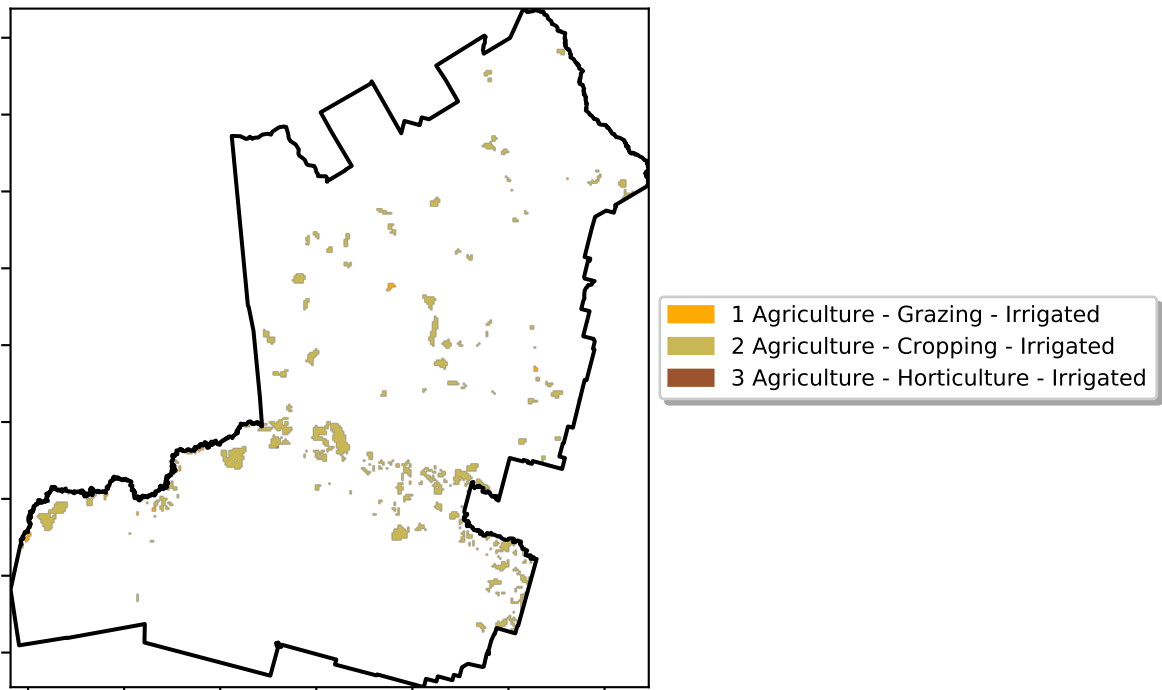 1 Agriculture - Grazing - Irrigated
2 Agriculture - Cropping - Irrigated
3 Agriculture - Horticulture - Irrigated